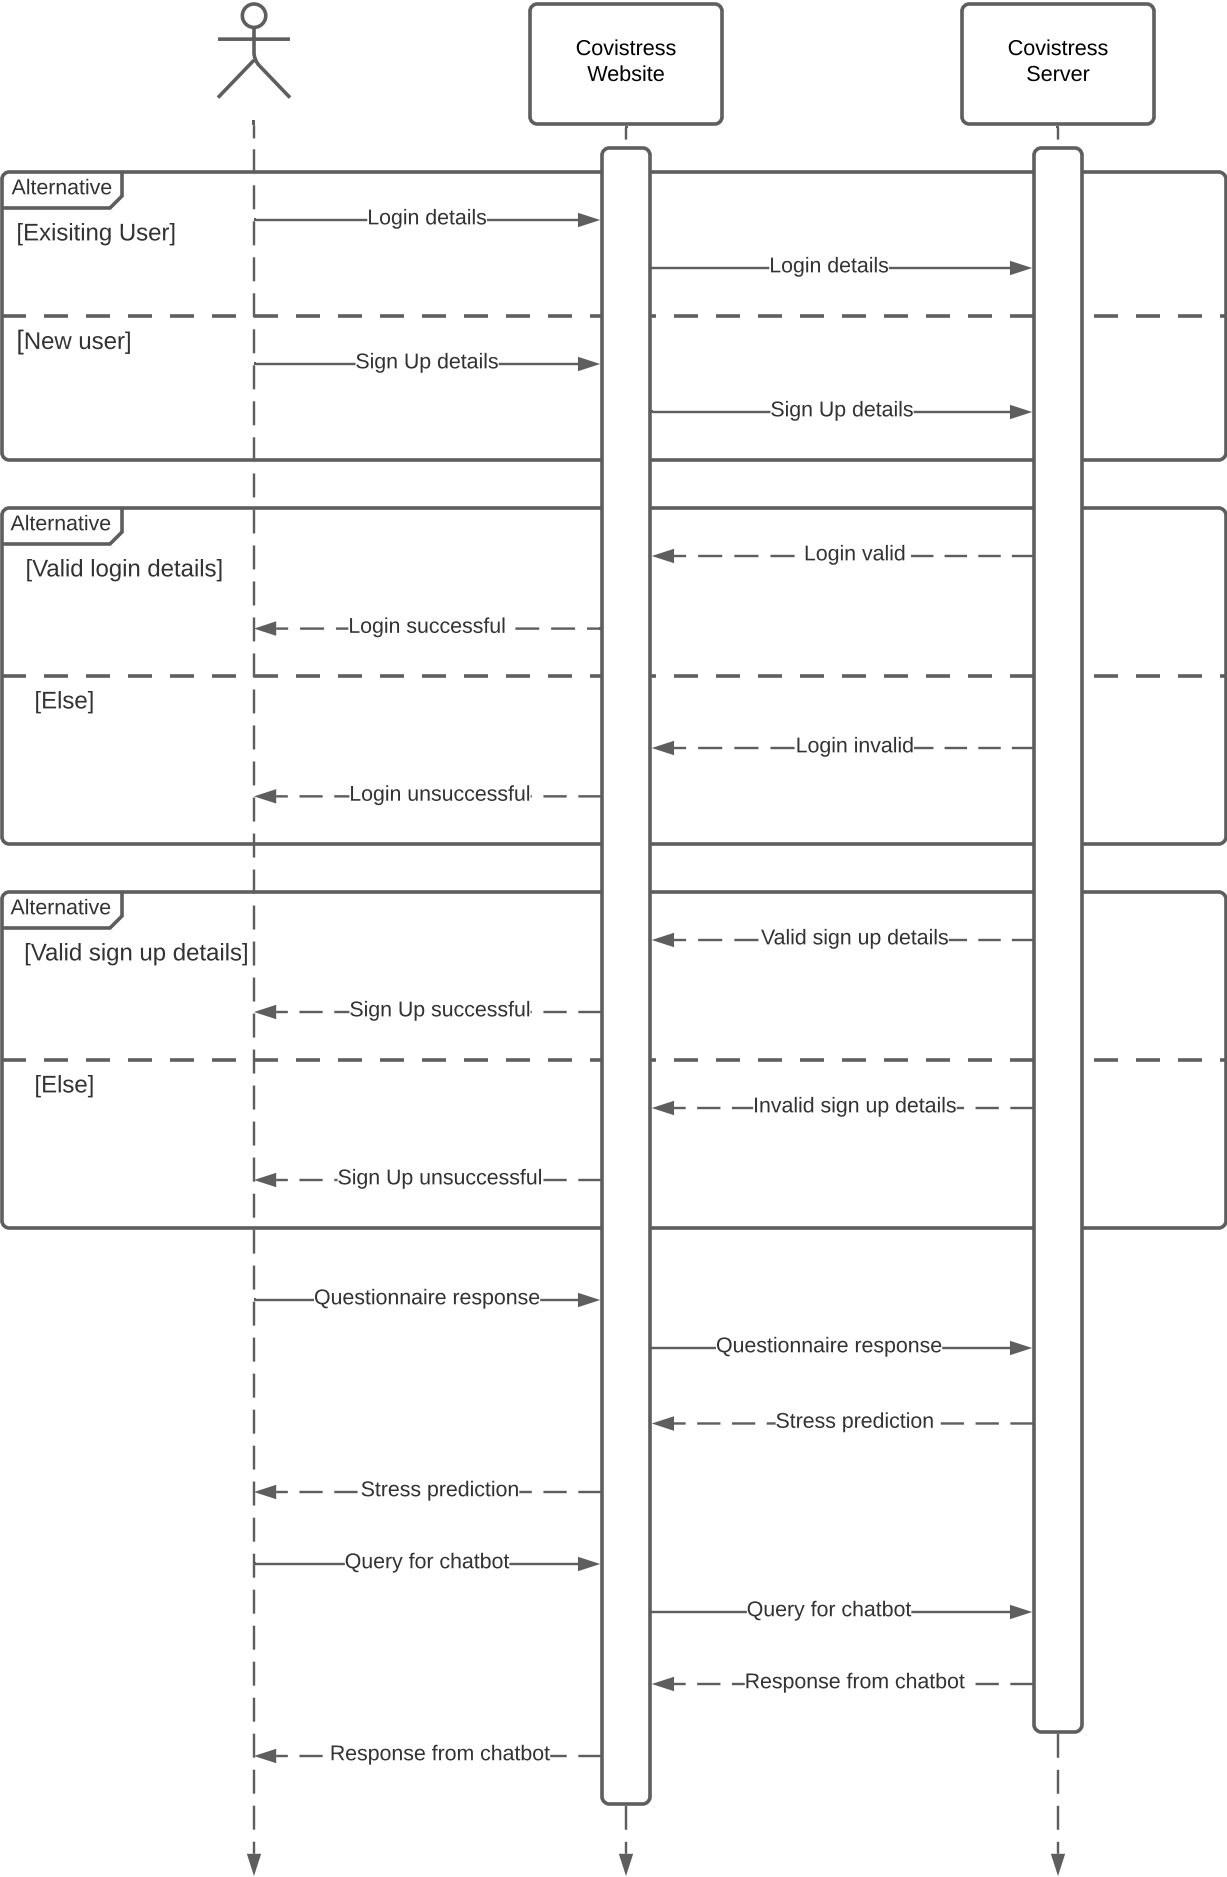 Covistress
Website
Covistress
Server
Alternative
[Exisiting User]
Login details
Login details
[New user]
Sign Up details
Sign Up details
Alternative
[Valid login details]
Login valid
Login successful
[Else]
Login invalid
Login unsuccessful
Alternative
[Valid sign up details]
Valid sign up details
Sign Up successful
[Else]
Invalid sign up details
Sign Up unsuccessful
Questionnaire response
Questionnaire response
Stress prediction
Stress prediction
Query for chatbot
Query for chatbot
Response from chatbot
Response from chatbot